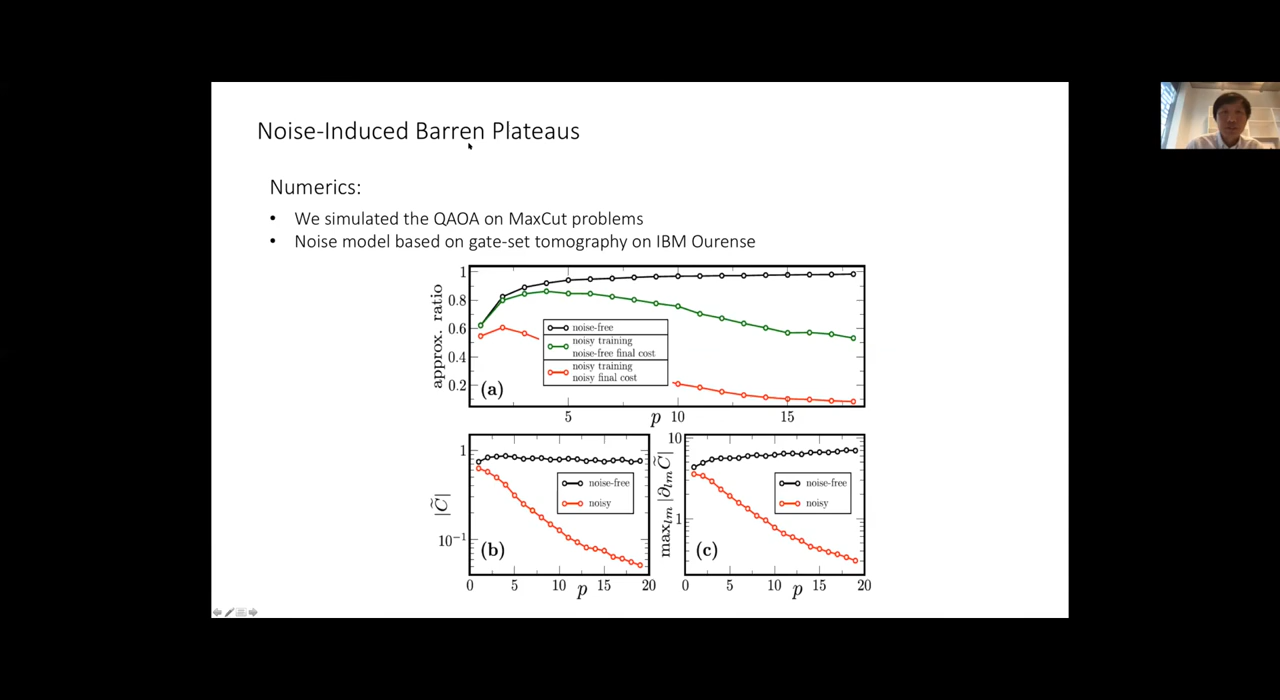 Noise-Induced Barren Plateaus
Numerics:
• We simulated the QAOA on MaxCut problems
• Noise model based on gate-set tomography on IBM Ourense
approx. ratio
1
0.8
0.6
0.4
0.2
(a)
noise-free
noisy training
noise-free final cost
noisy training
noisy final cost
5
p
10
15
|C̃|
1
10⁻¹
(b)
noise-free
noisy
0
5
10
p
15
20
maxₗₘ |∂ₗₘC̃|
10
1
(c)
noise-free
noisy
0
5
10
p
15
20